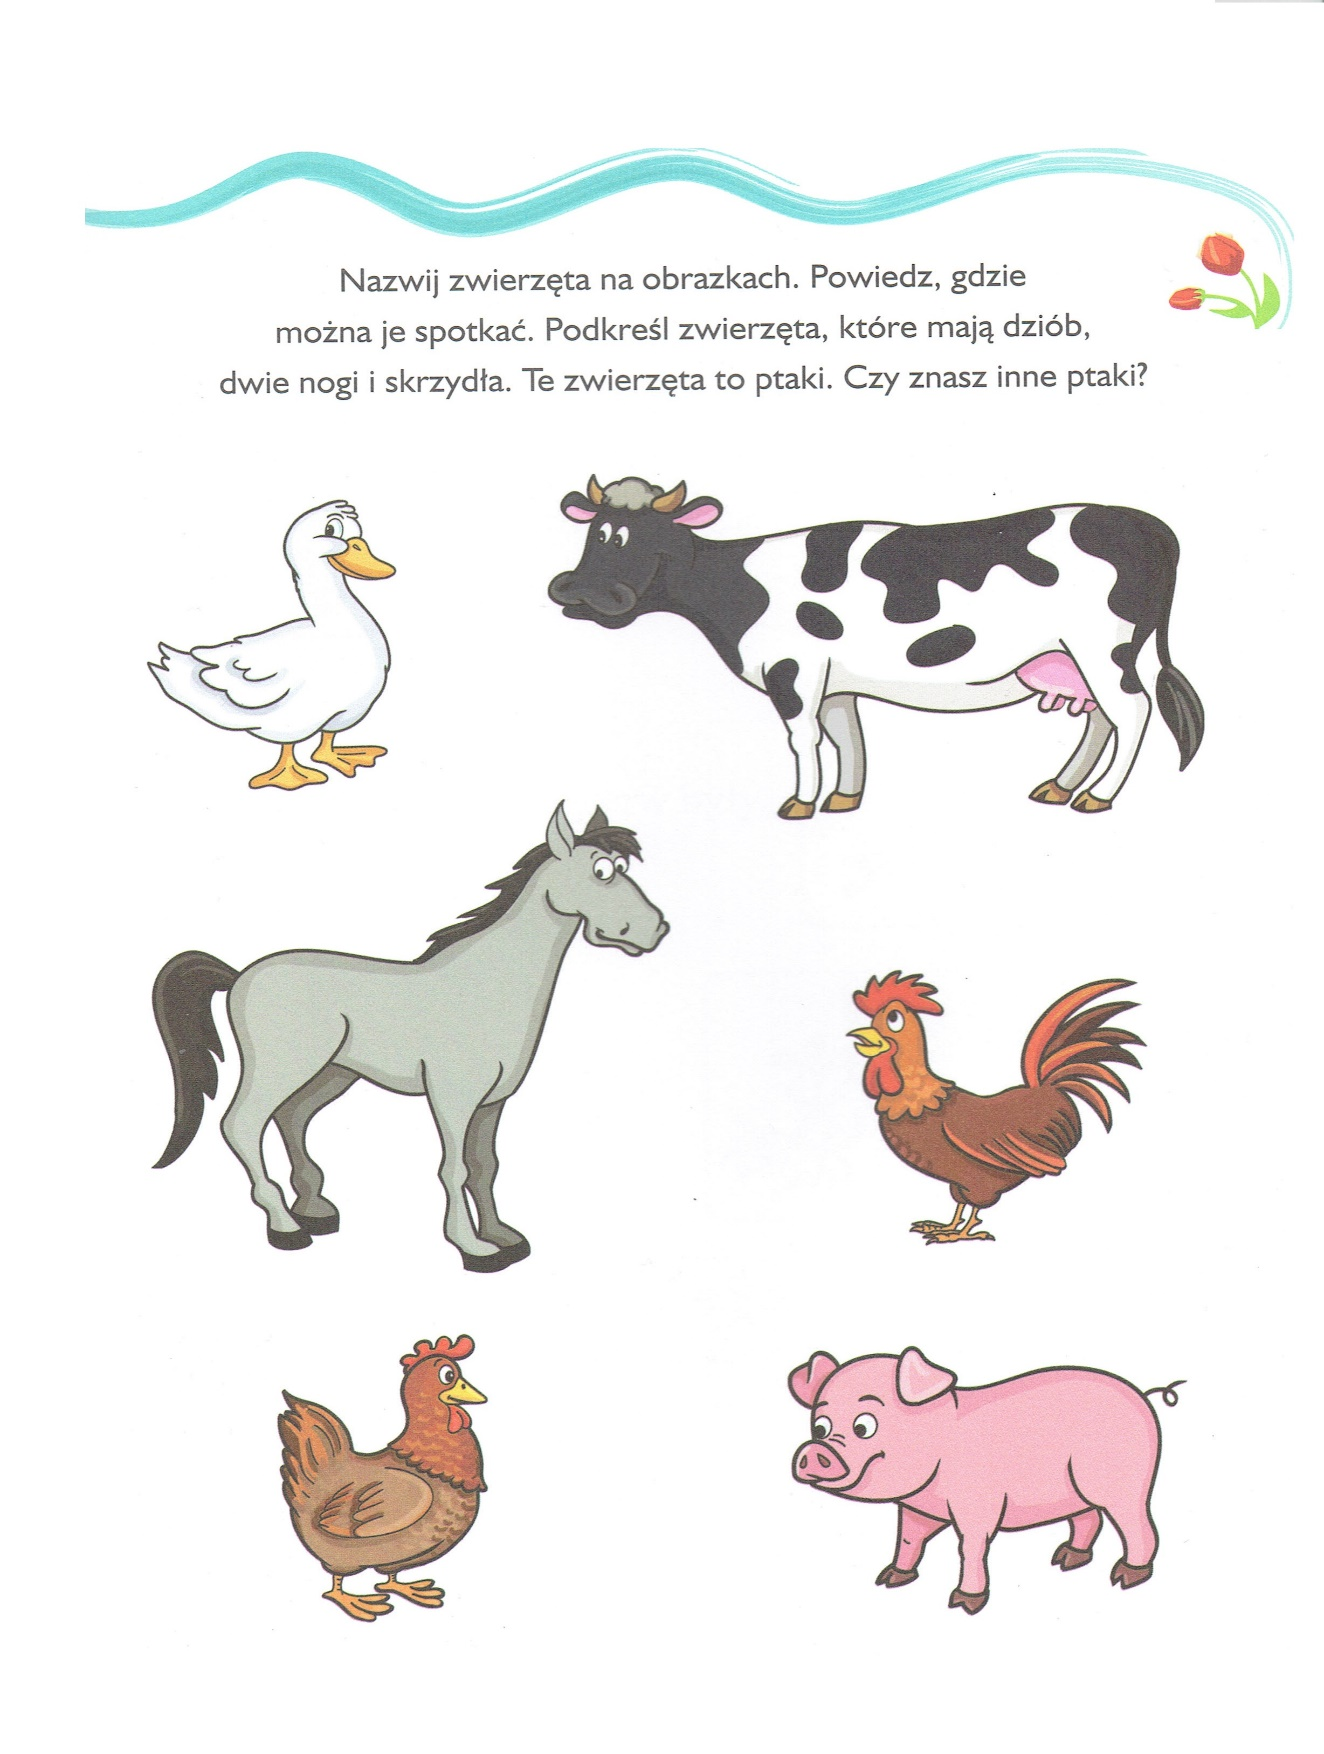 Nazwij zwierzęta na obrazkach. Powiedz, gdzie
można je spotkać. Podkreśl zwierzęta, które mają dziób,
dwie nogi i skrzydła. Te zwierzęta to ptaki. Czy znasz inne ptaki?